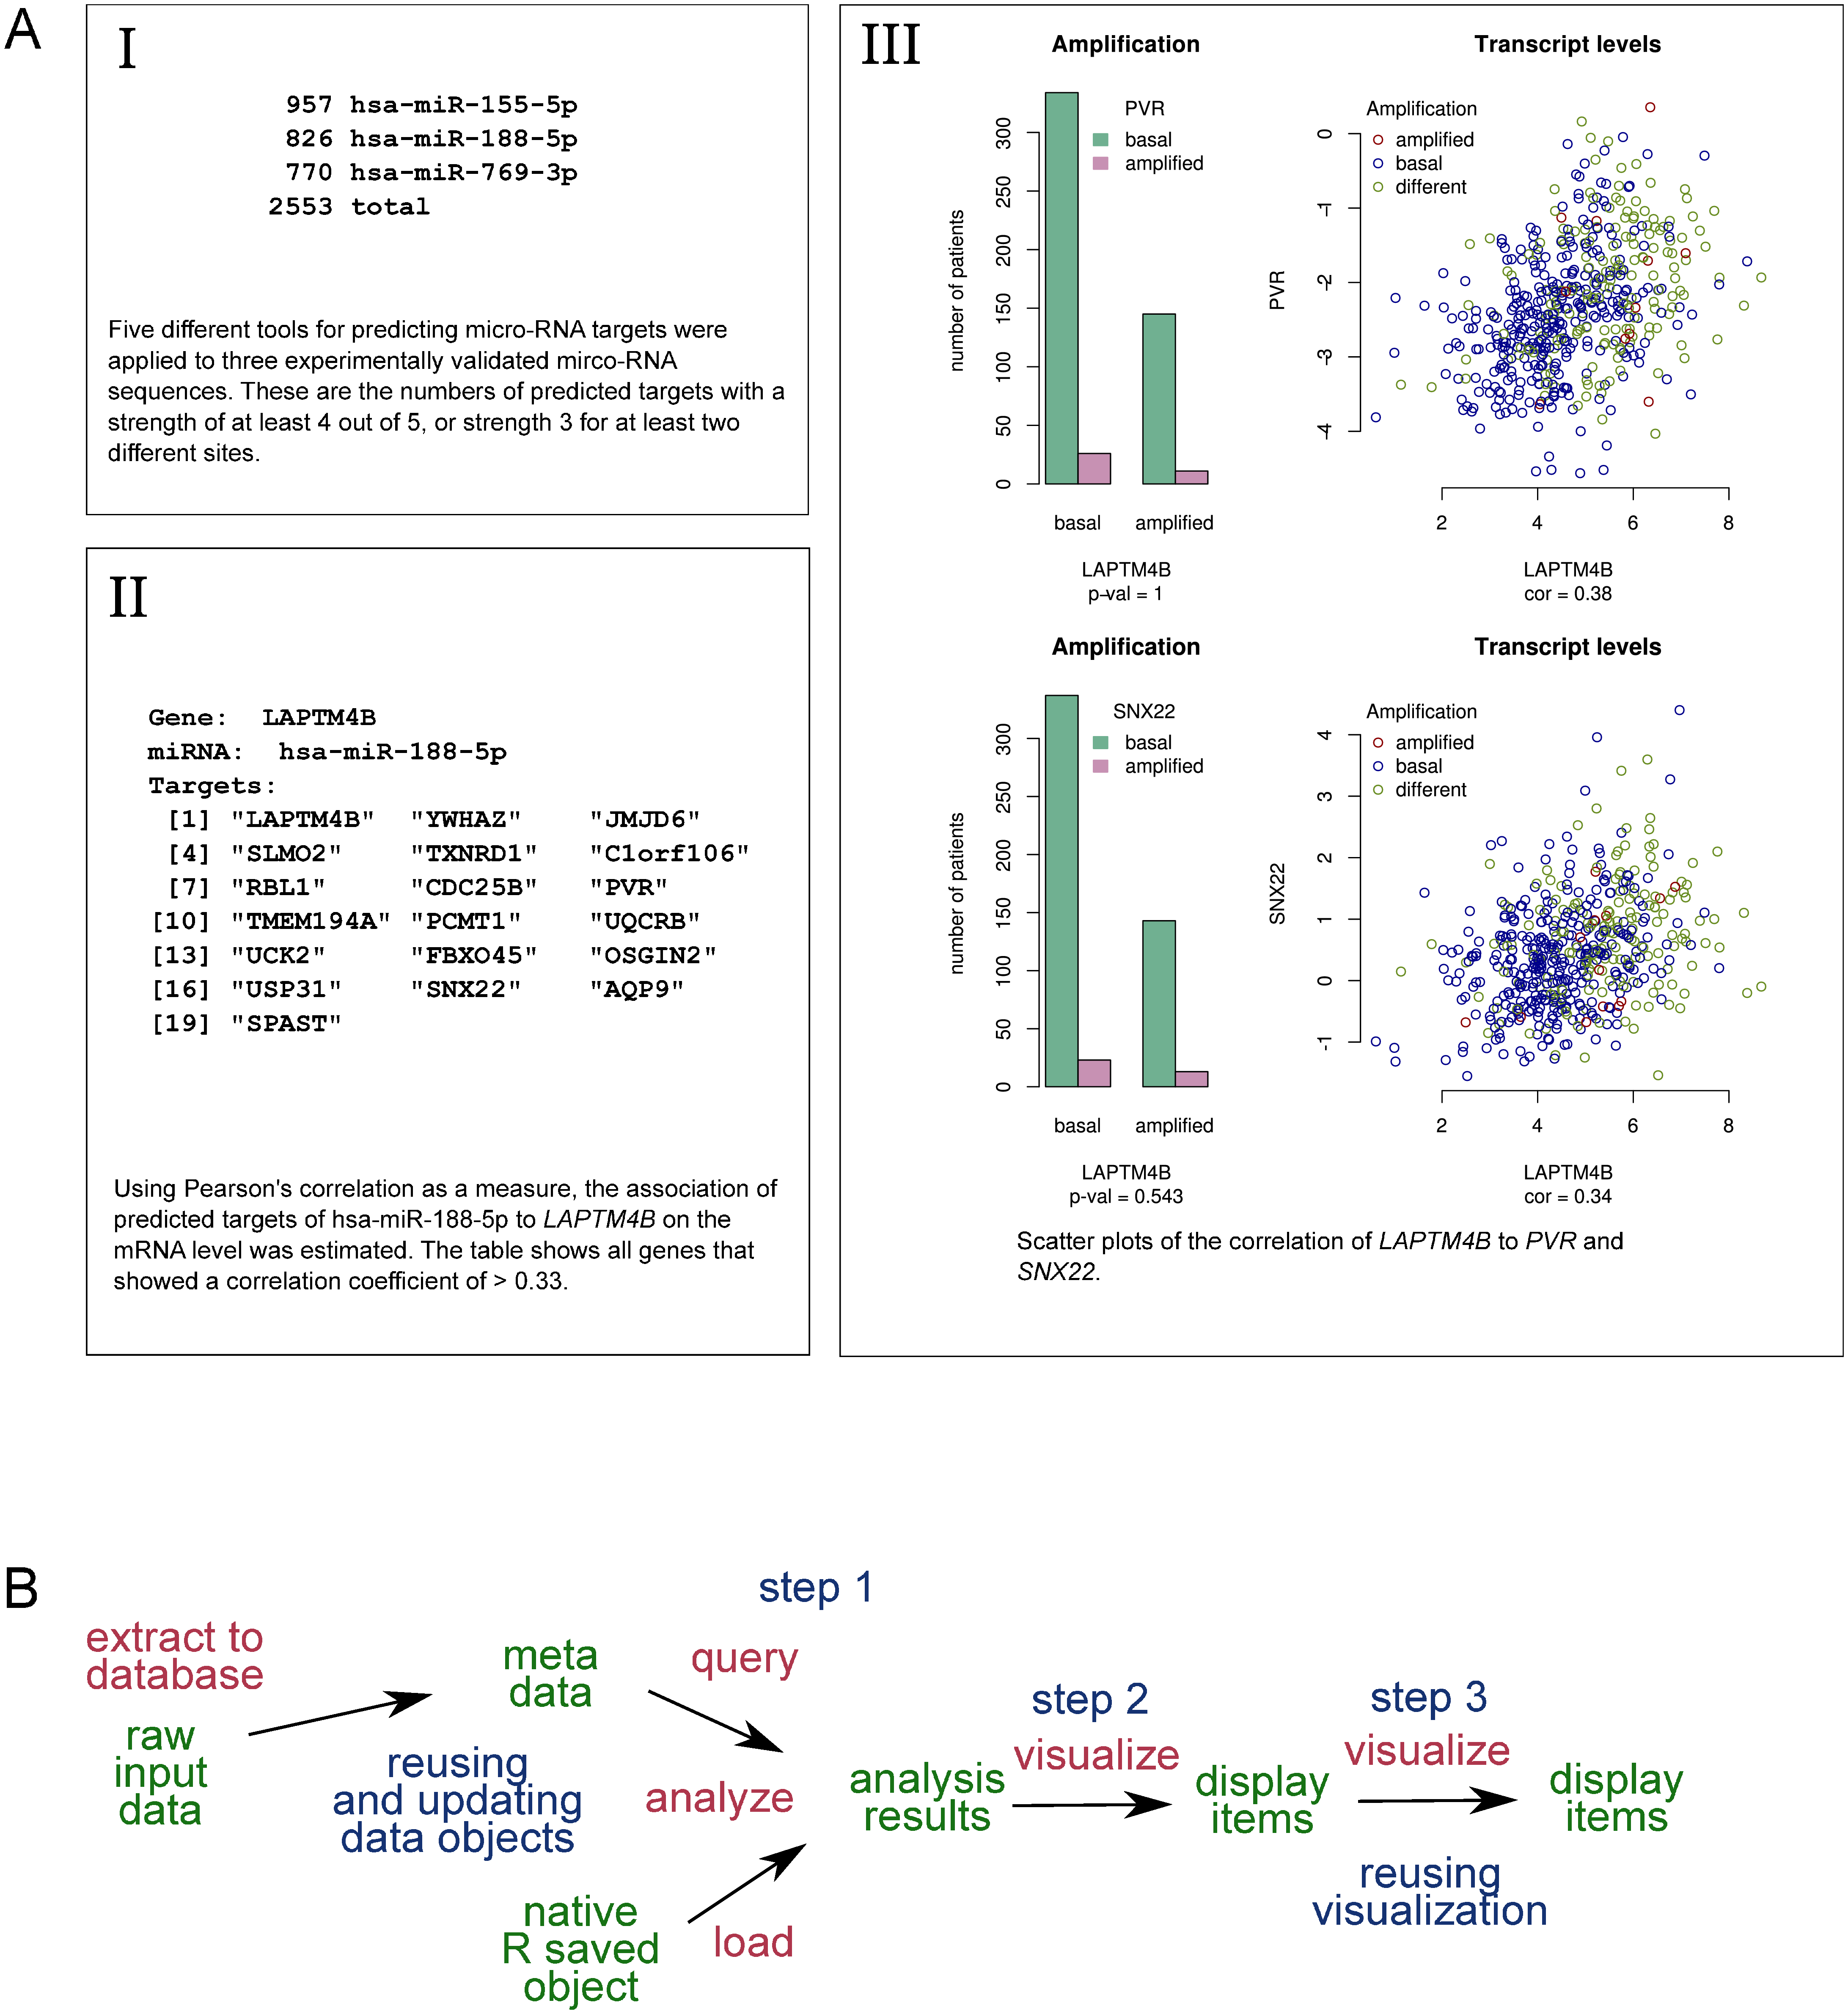 A
I
957 hsa-miR-155-5p
826 hsa-miR-188-5p
770 hsa-miR-769-3p
2553 total
Five different tools for predicting micro-RNA targets were
applied to three experimentally validated mirco-RNA
sequences. These are the numbers of predicted targets with a
strength of at least 4 out of 5, or strength 3 for at least two
different sites.
II
Gene: LAPTM4B
miRNA: hsa-miR-188-5p
Targets:
[1] "LAPTM4B" "YWHAZ" "JMJD6"
[4] "SLMO2" "TXNRD1" "C1orf106"
[7] "RBL1" "CDC25B" "PVR"
[10] "TMEM194A" "PCMT1" "UQCRB"
[13] "UCK2" "FBXO45" "OSGIN2"
[16] "USP31" "SNX22" "AQP9"
[19] "SPAST"
Using Pearson's correlation as a measure, the association of
predicted targets of hsa-miR-188-5p to LAPTM4B on the
mRNA level was estimated. The table shows all genes that
showed a correlation coefficient of > 0.33.
III
Amplification
PVR
basal
amplified
number of patients
300
250
200
150
100
50
0
basal amplified
LAPTM4B
p-val = 1
Transcript levels
Amplification
amplified
basal
different
PVR
0
-1
-2
-3
-4
2 4 6 8
LAPTM4B
cor = 0.38
Amplification
SNX22
basal
amplified
number of patients
300
250
200
150
100
50
0
basal amplified
LAPTM4B
p-val = 0.543
Transcript levels
Amplification
amplified
basal
different
SNX22
4
3
2
1
0
-1
2 4 6 8
LAPTM4B
cor = 0.34
Scatter plots of the correlation of LAPTM4B to PVR and
SNX22.
B
step 1
extract to
database
raw
input
data
meta
data
query
reusing
and updating
data objects
analyze
native
R saved
object
load
analysis
results
step 2
visualize
display
items
step 3
visualize
reusing
visualization
display
items